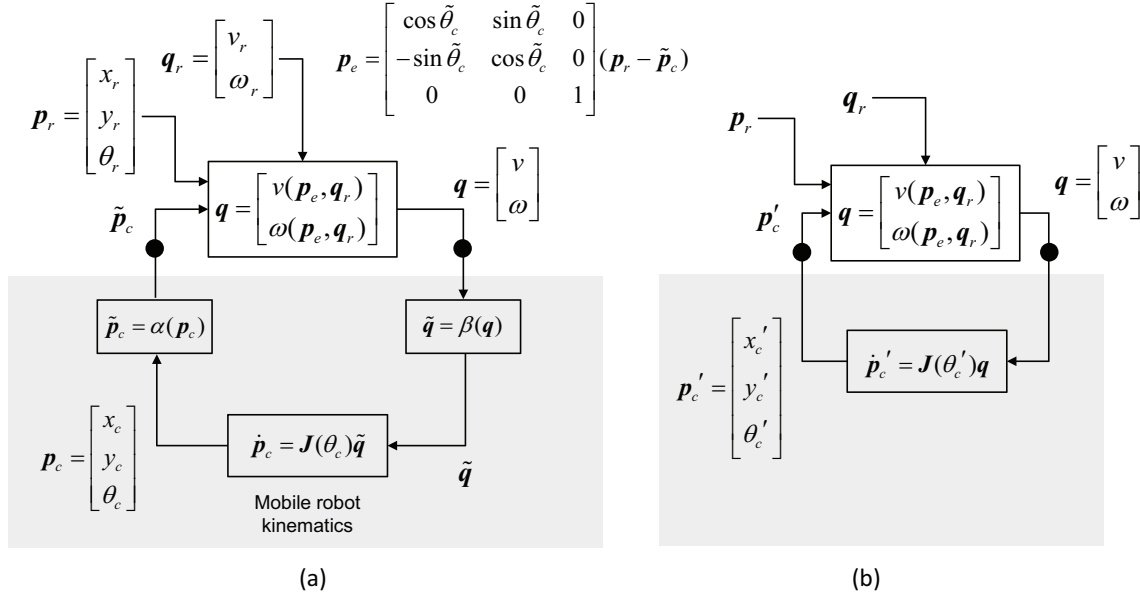 𝒒_r = [v_r; ω_r]
𝒑_e = [cos θ̃_c  sin θ̃_c  0; −sin θ̃_c  cos θ̃_c  0; 0  0  1](𝒑_r − 𝒑̃_c)
𝒑_r = [x_r; y_r; θ_r]
𝒒 = [v(𝒑_e, 𝒒_r); ω(𝒑_e, 𝒒_r)]
𝒒 = [v; ω]
𝒑̃_c
𝒑̃_c = α(𝒑_c)
𝒒̃ = β(𝒒)
𝒑_c = [x_c; y_c; θ_c]
𝒑̇_c = 𝑱(θ_c)𝒒̃
𝒒̃
Mobile robot
kinematics
(a)
𝒒_r
𝒑_r
𝒑_c′
𝒒 = [v(𝒑_e, 𝒒_r); ω(𝒑_e, 𝒒_r)]
𝒒 = [v; ω]
𝒑_c′ = [x_c′; y_c′; θ_c′]
𝒑̇_c′ = 𝑱(θ_c′)𝒒
(b)